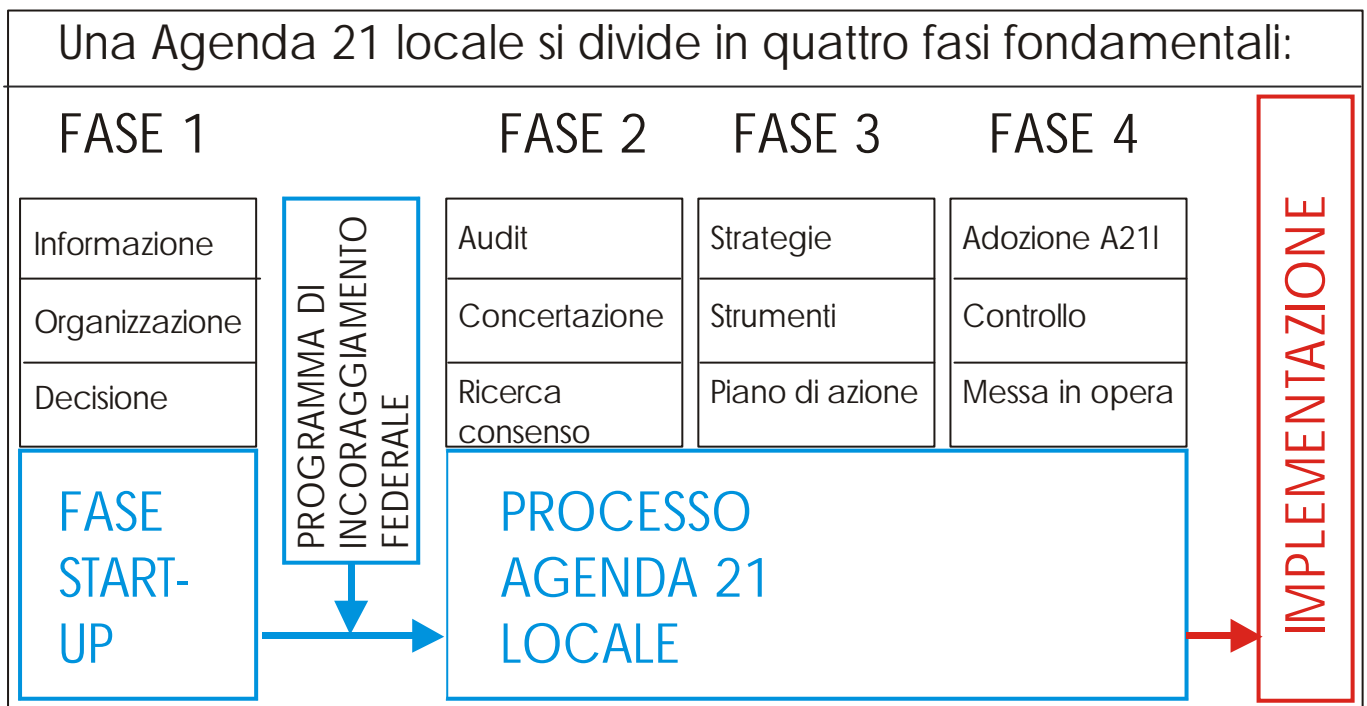 Una Agenda 21 locale si divide in quattro fasi fondamentali:
FASE 1
Informazione
Organizzazione
Decisione
FASE
START-
UP
PROGRAMMA DI
INCORAGGIAMENTO
FEDERALE
FASE 2
Audit
Concertazione
Ricerca
consenso
FASE 3
Strategie
Strumenti
Piano di azione
FASE 4
Adozione A21l
Controllo
Messa in opera
PROCESSO
AGENDA 21
LOCALE
IMPLEMENTAZIONE